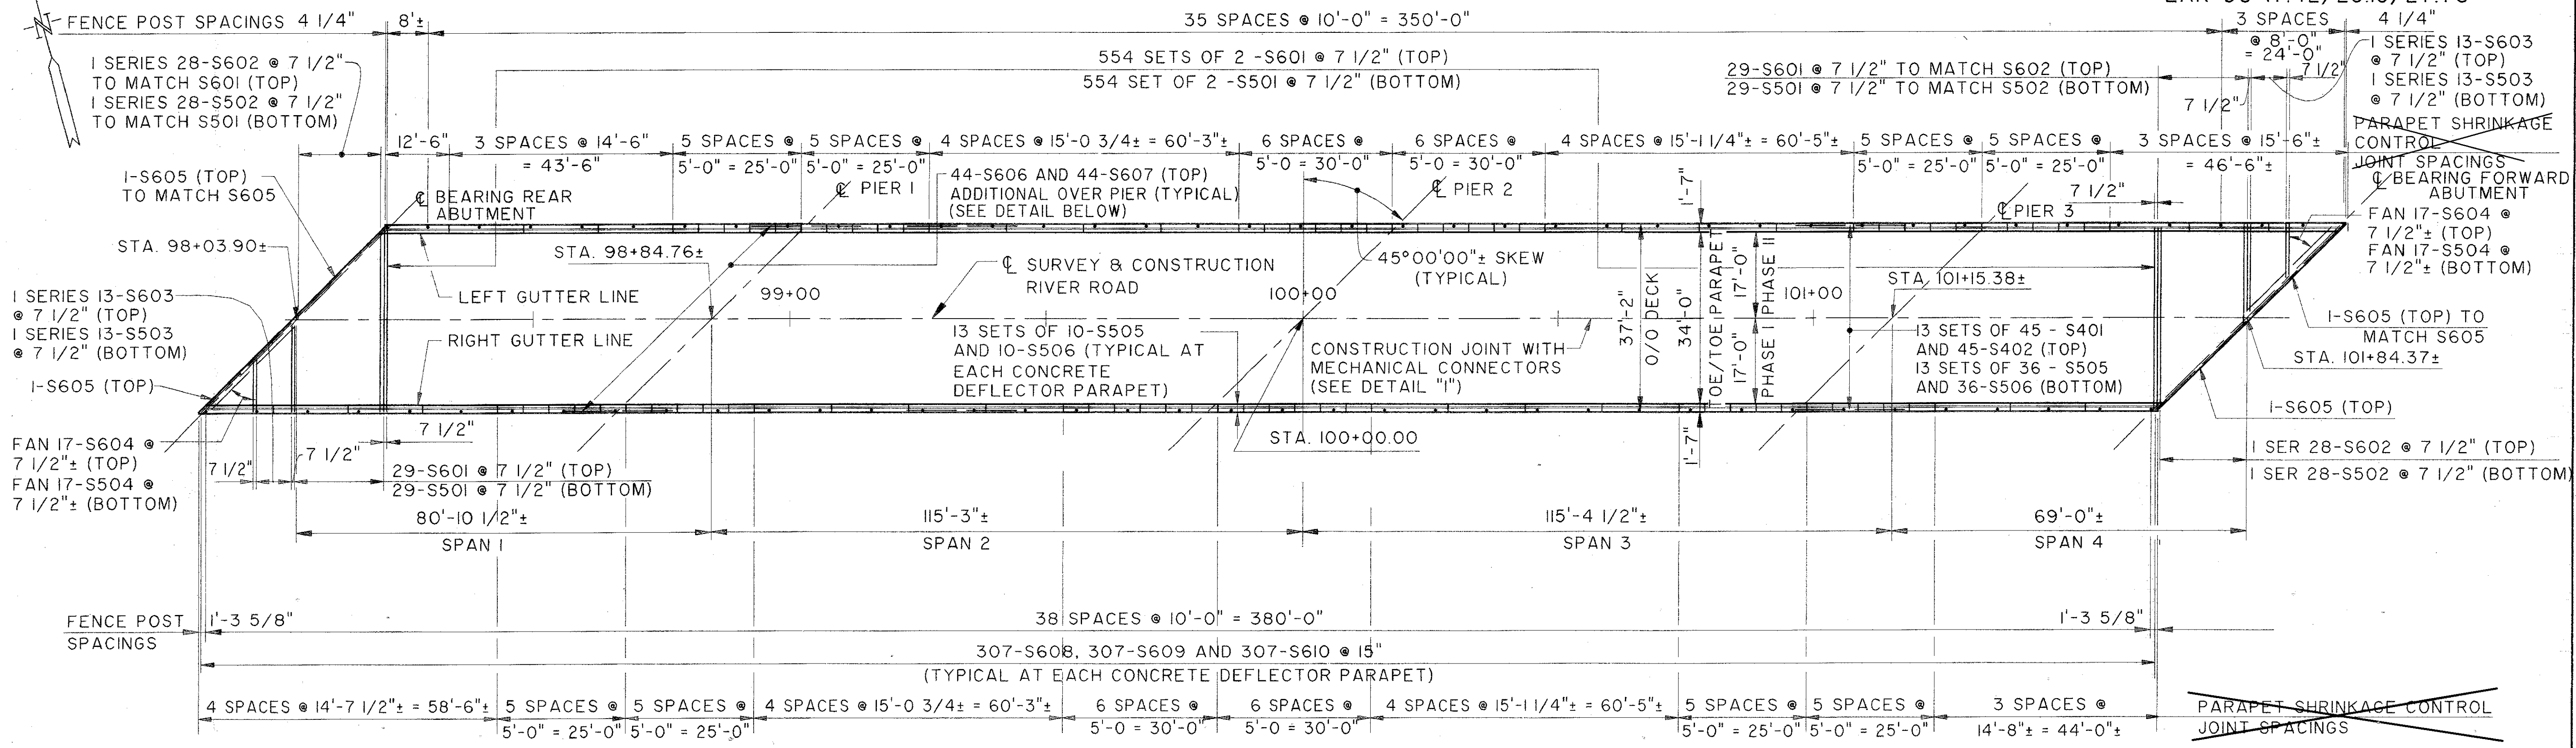 N
FENCE POST SPACINGS 4 1/4"
8'±
35 SPACES @ 10'-0" = 350'-0"
3 SPACES
@ 8'-0"
= 24'-0"
4 1/4"
1 SERIES 28-S602 @ 7 1/2"
TO MATCH S601 (TOP)
1 SERIES 28-S502 @ 7 1/2"
TO MATCH S501 (BOTTOM)
554 SETS OF 2 -S601 @ 7 1/2" (TOP)
554 SET OF 2 -S501 @ 7 1/2" (BOTTOM)
29-S601 @ 7 1/2" TO MATCH S602 (TOP)
29-S501 @ 7 1/2" TO MATCH S502 (BOTTOM)
7 1/2"
7 1/2"
1 SERIES 13-S603
@ 7 1/2" (TOP)
1 SERIES 13-S503
@ 7 1/2" (BOTTOM)
PARAPET SHRINKAGE
CONTROL
JOINT SPACINGS
12'-6"
3 SPACES @ 14'-6"
= 43'-6"
5 SPACES @
5'-0" = 25'-0"
5 SPACES @
5'-0" = 25'-0"
4 SPACES @ 15'-0 3/4± = 60'-3"±
6 SPACES @
5'-0 = 30'-0"
6 SPACES @
5'-0 = 30'-0"
4 SPACES @ 15'-1 1/4"± = 60'-5"±
5 SPACES @
5'-0" = 25'-0"
5 SPACES @
5'-0" = 25'-0"
3 SPACES @ 15'-6"±
= 46'-6"±
1-S605 (TOP)
TO MATCH S605
℄ BEARING REAR
ABUTMENT
℄ PIER 1
44-S606 AND 44-S607 (TOP)
ADDITIONAL OVER PIER (TYPICAL)
(SEE DETAIL BELOW)
℄ PIER 2
1'-7"
7 1/2"
℄ PIER 3
℄ BEARING FORWARD
ABUTMENT
FAN 17-S604 @
7 1/2"± (TOP)
FAN 17-S504 @
7 1/2"± (BOTTOM)
STA. 98+03.90±
STA. 98+84.76±
℄ SURVEY & CONSTRUCTION
RIVER ROAD
45°00'00"± SKEW
(TYPICAL)
STA. 101+15.38±
1 SERIES 13-S603
@ 7 1/2" (TOP)
1 SERIES 13-S503
@ 7 1/2" (BOTTOM)
LEFT GUTTER LINE
99+00
100+00
101+00
37'-2"
O/O DECK
34'-0"
TOE/TOE PARAPET
17'-0"
17'-0"
PHASE II
PHASE I
RIGHT GUTTER LINE
13 SETS OF 10-S505
AND 10-S506 (TYPICAL AT
EACH CONCRETE
DEFLECTOR PARAPET)
CONSTRUCTION JOINT WITH
MECHANICAL CONNECTORS
(SEE DETAIL "1")
13 SETS OF 45 - S401
AND 45-S402 (TOP)
13 SETS OF 36 - S505
AND 36-S506 (BOTTOM)
1-S605 (TOP) TO
MATCH S605
STA. 101+84.37±
1-S605 (TOP)
1-S605 (TOP)
STA. 100+00.00
1'-7"
FAN 17-S604 @
7 1/2"± (TOP)
FAN 17-S504 @
7 1/2"± (BOTTOM)
7 1/2"
7 1/2"
7 1/2"
29-S601 @ 7 1/2" (TOP)
29-S501 @ 7 1/2" (BOTTOM)
1 SER 28-S602 @ 7 1/2" (TOP)
1 SER 28-S502 @ 7 1/2" (BOTTOM)
80'-10 1/2"±
SPAN 1
115'-3"±
SPAN 2
115'-4 1/2"±
SPAN 3
69'-0"±
SPAN 4
FENCE POST
SPACINGS
1'-3 5/8"
38 SPACES @ 10'-0" = 380'-0"
1'-3 5/8"
307-S608, 307-S609 AND 307-S610 @ 15"
(TYPICAL AT EACH CONCRETE DEFLECTOR PARAPET)
4 SPACES @ 14'-7 1/2"± = 58'-6"±
5 SPACES @
5'-0" = 25'-0"
5 SPACES @
5'-0" = 25'-0"
4 SPACES @ 15'-0 3/4± = 60'-3"±
6 SPACES @
5'-0 = 30'-0"
6 SPACES @
5'-0 = 30'-0"
4 SPACES @ 15'-1 1/4"± = 60'-5"±
5 SPACES @
5'-0" = 25'-0"
5 SPACES @
5'-0" = 25'-0"
3 SPACES @
14'-8"± = 44'-0"±
PARAPET SHRINKAGE CONTROL
JOINT SPACINGS